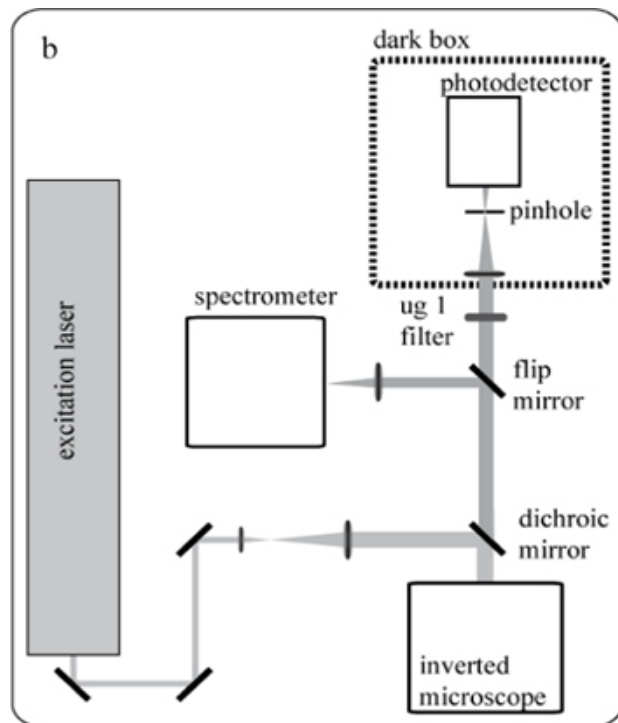 b
dark box
photodetector
pinhole
spectrometer
ug 1
filter
flip
mirror
excitation laser
dichroic
mirror
inverted
microscope